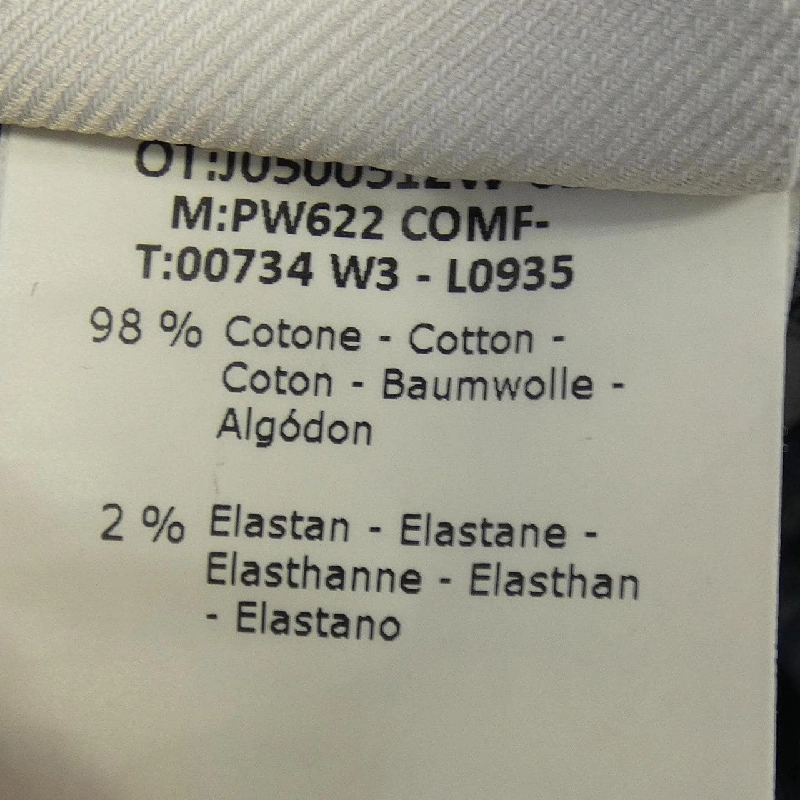 M:PW622 COMF-
T:00734 W3 - L0935
98 % Cotone - Cotton -
Coton - Baumwolle -
Algódon
2 % Elastan - Elastane -
Elasthanne - Elasthan
- Elastano